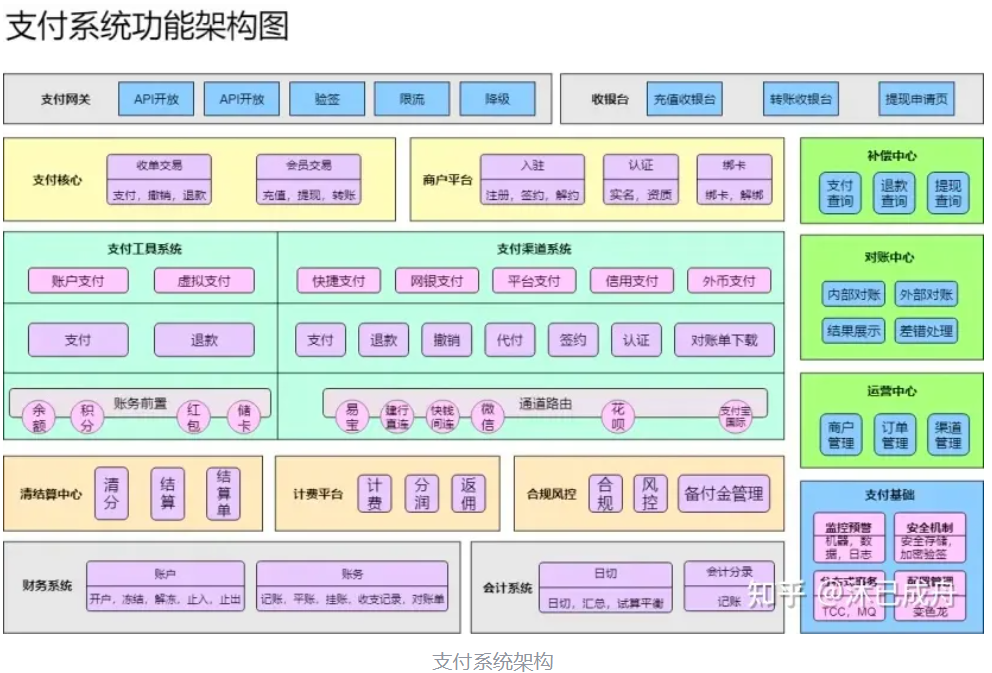 支付系统功能架构图
支付网关
API开放
API开放
验签
限流
降级
收银台
充值收银台
转账收银台
提现申请页
支付核心
收单交易
支付，撤销，退款
会员交易
充值，提现，转账
商户平台
入驻
注册，签约，解约
认证
实名，资质
绑卡
绑卡，解绑
补偿中心
支付
查询
退款
查询
提现
查询
支付工具系统
账户支付
虚拟支付
支付渠道系统
快捷支付
网银支付
平台支付
信用支付
外币支付
对账中心
内部对账
外部对账
结果展示
差错处理
支付
退款
支付
退款
撤销
代付
签约
认证
对账单下载
账务前置
余
额
积
分
红
包
储
卡
通道路由
易
宝
建行
直连
快钱
间连
微
信
花
呗
支付宝
国际
运营中心
商户
管理
订单
管理
渠道
管理
清结算中心
清
分
结
算
结
算
单
计费平台
计
费
分
润
返
佣
合规风控
合
规
风
控
备付金管理
支付基础
监控预警
机器，数
据，日志
安全机制
安全存储，
加密验签
分布式服务
TCC，MQ
配置管理
变色龙
财务系统
账户
开户，冻结，解冻，止入，止出
账务
记账、平账、挂账、收支记录、对账单
会计系统
日切
日切，汇总，试算平衡
会计分录
记账
知乎 @沐已成舟
支付系统架构